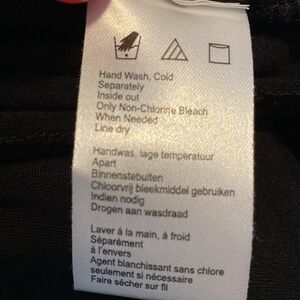 Hand Wash, Cold
Separately
Inside out
Only Non-Chlorine Bleach
When Needed
Line dry
Handwas, lage temperatuur
Apart
Binnenstebuiten
Chloorvrij bleekmiddel gebruiken
Indien nodig
Drogen aan wasdraad
Laver à la main, à froid
Séparément
à l'envers
Agent blanchissant sans chlore
seulement si nécessaire
Faire sécher sur fil